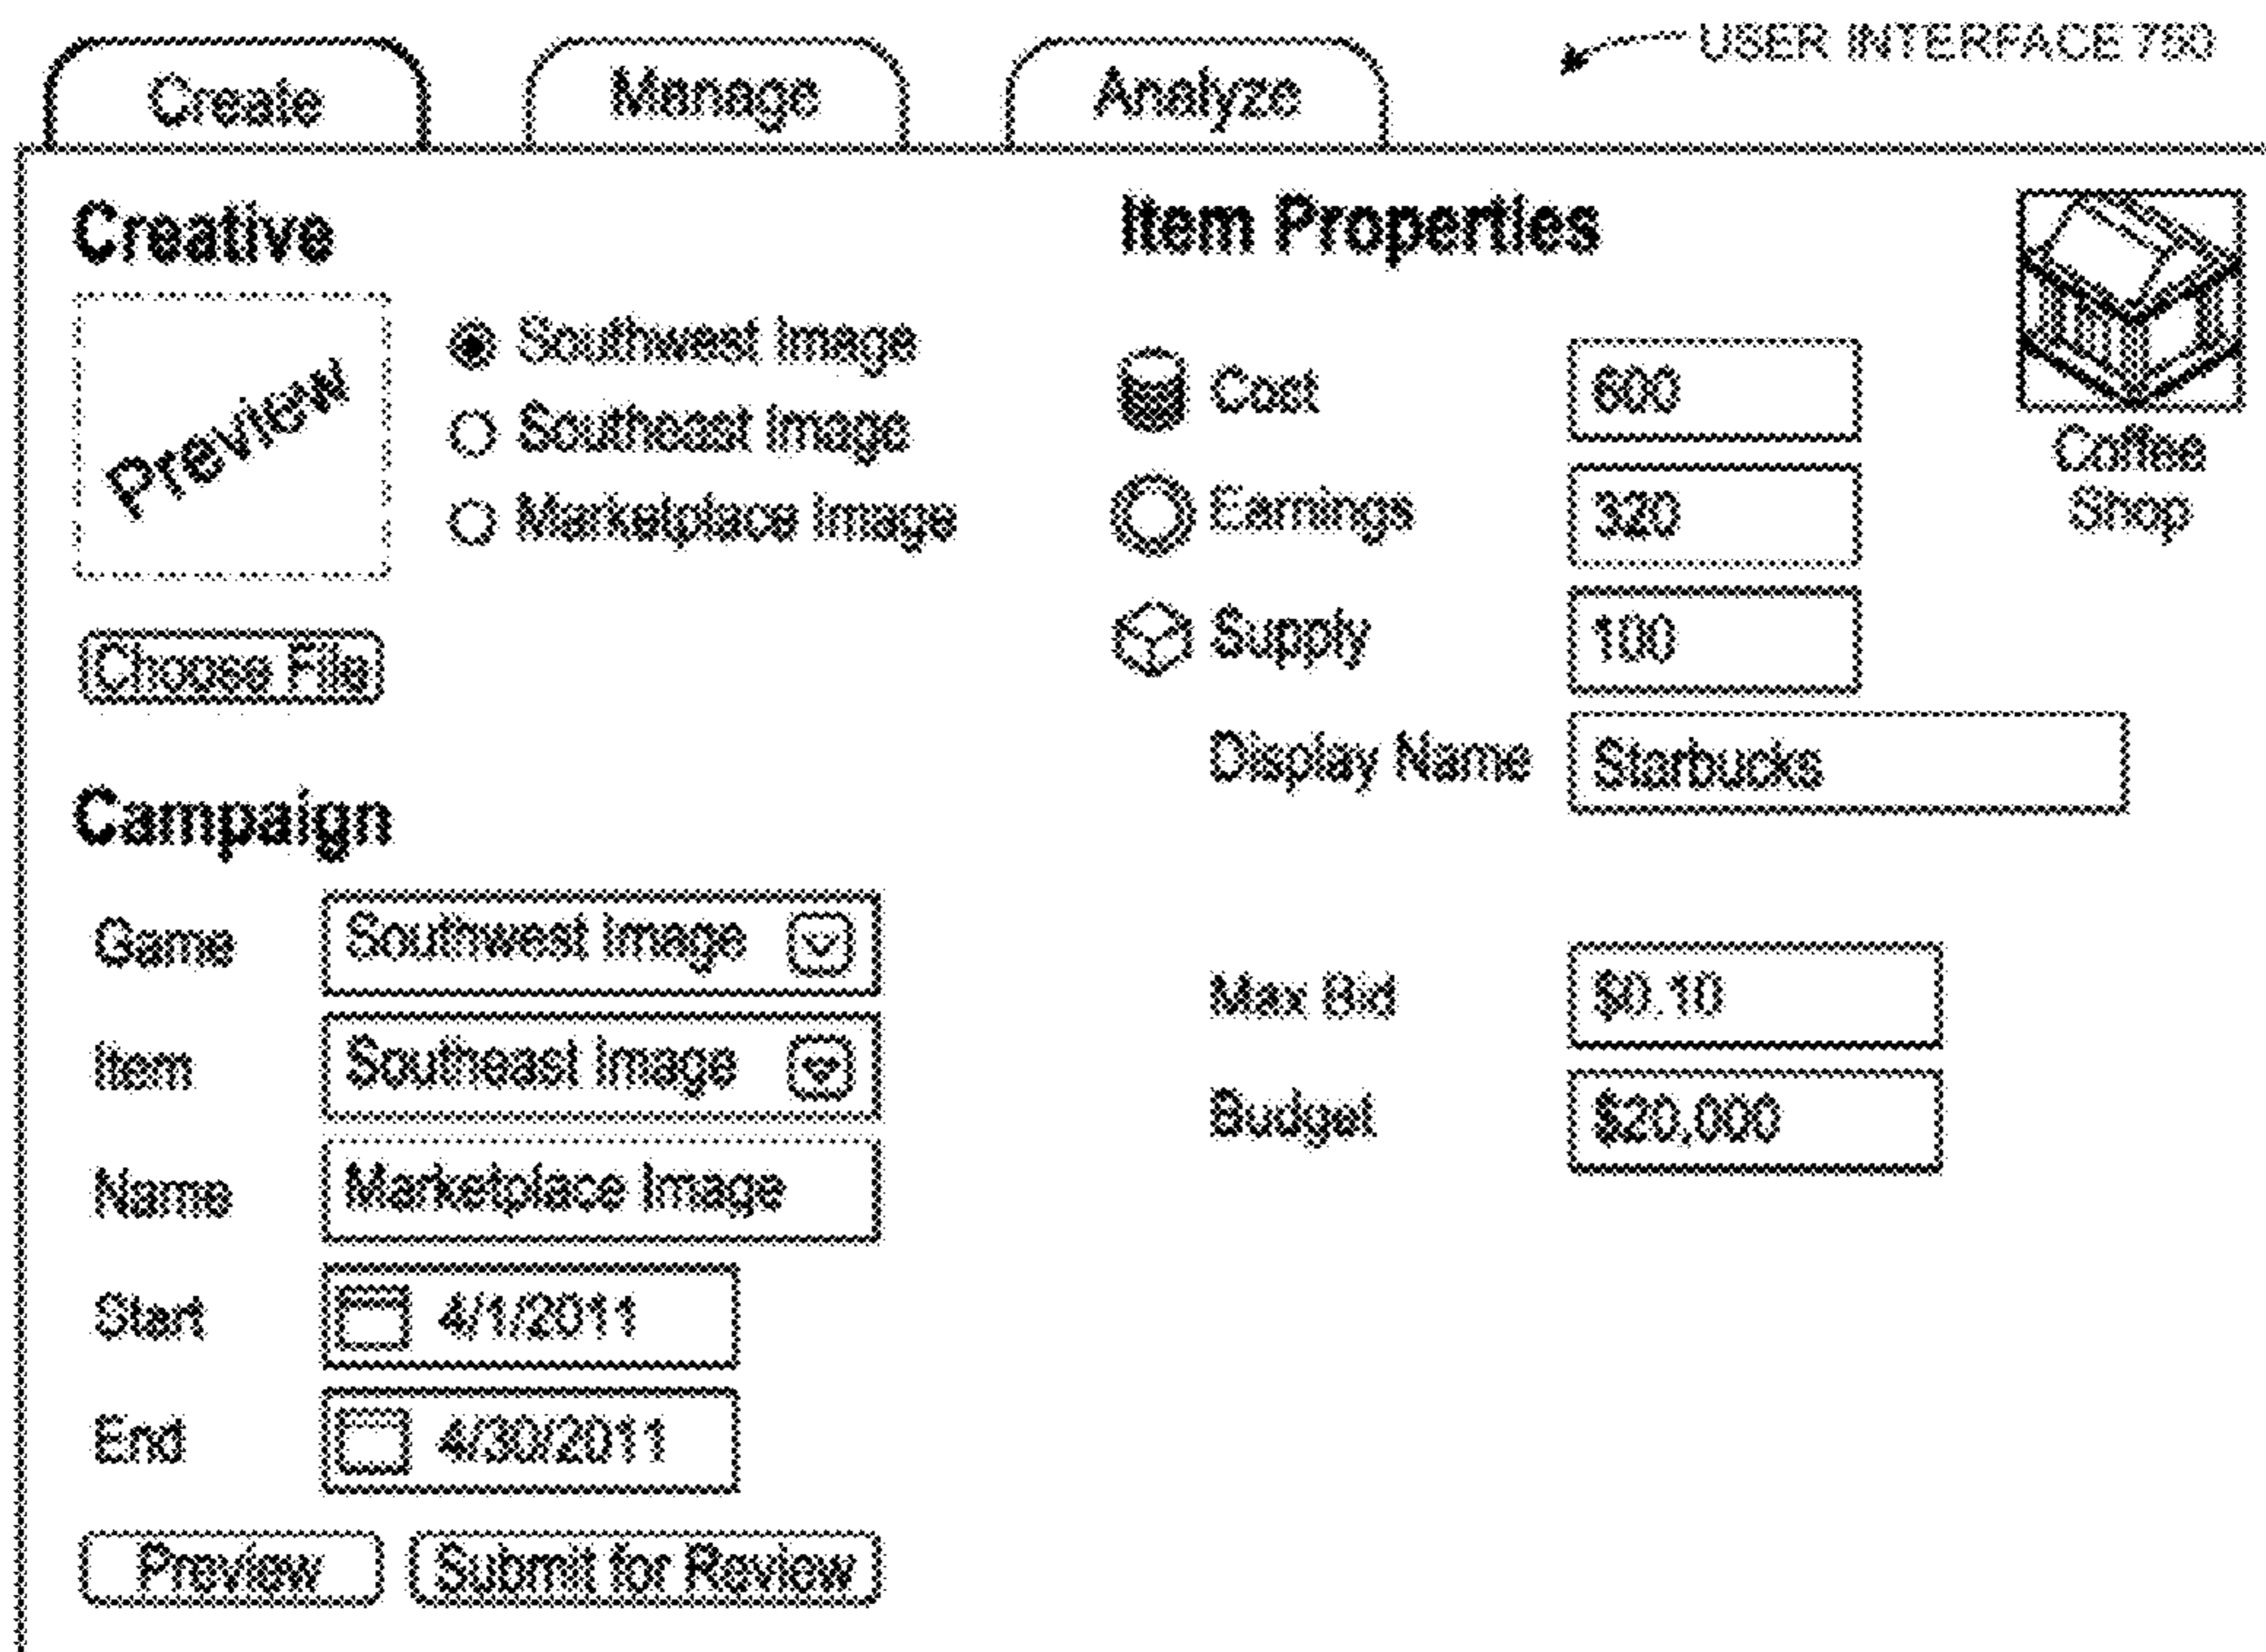 USER INTERFACE 750
Create
Manage
Analyze
Creative
Preview
Southwest Image
Southeast Image
Marketplace Image
Choose File
Item Properties
Cost 600
Earnings 320
Supply 100
Display Name Starbucks
Coffee
Shop
Max Bid $0.10
Budget $20,000
Campaign
Game Southwest Image
Item Southeast Image
Name Marketplace Image
Start 4/1/2011
End 4/30/2011
Preview
Submit for Review